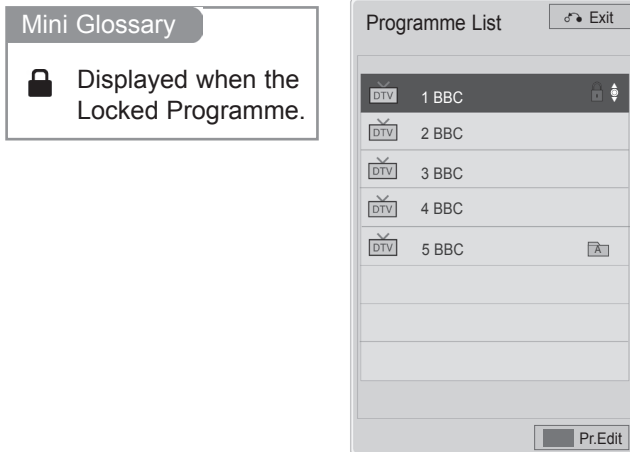 Mini Glossary
Displayed when the
Locked Programme.
Programme List
Exit
DTV 1 BBC
DTV 2 BBC
DTV 3 BBC
DTV 4 BBC
DTV 5 BBC A
Pr.Edit